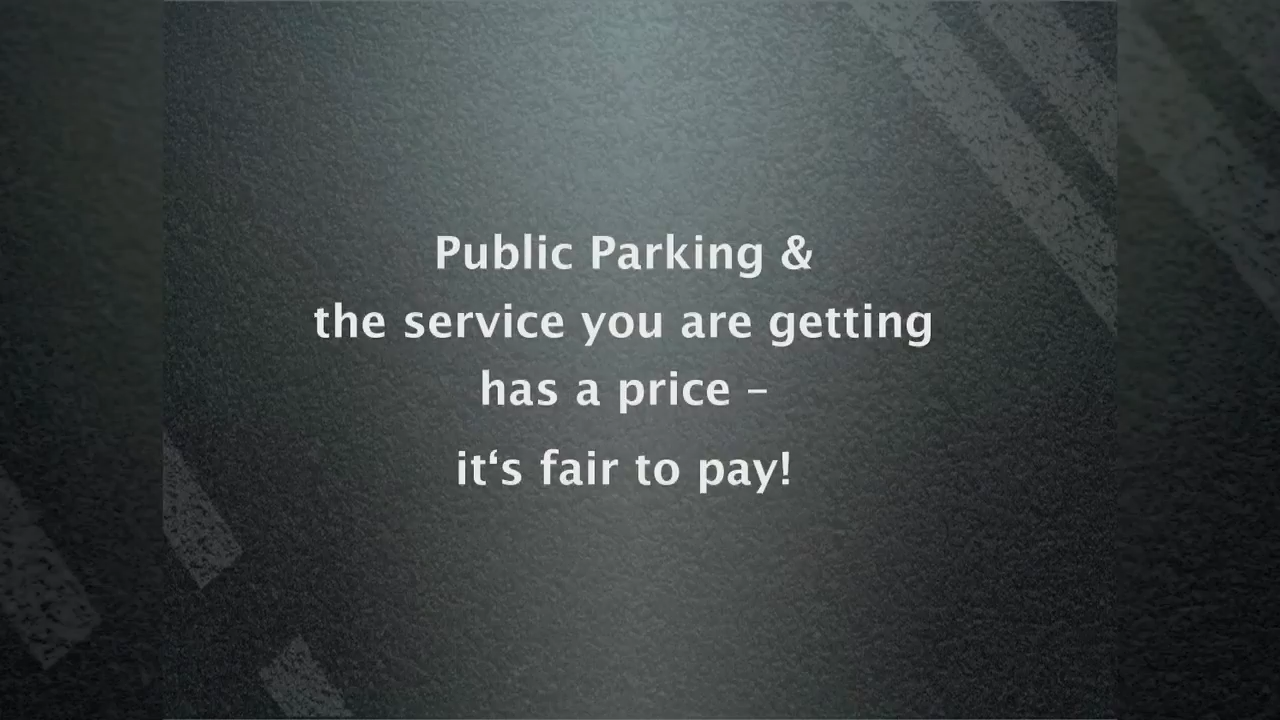 Public Parking &
the service you are getting
has a price –
it‘s fair to pay!